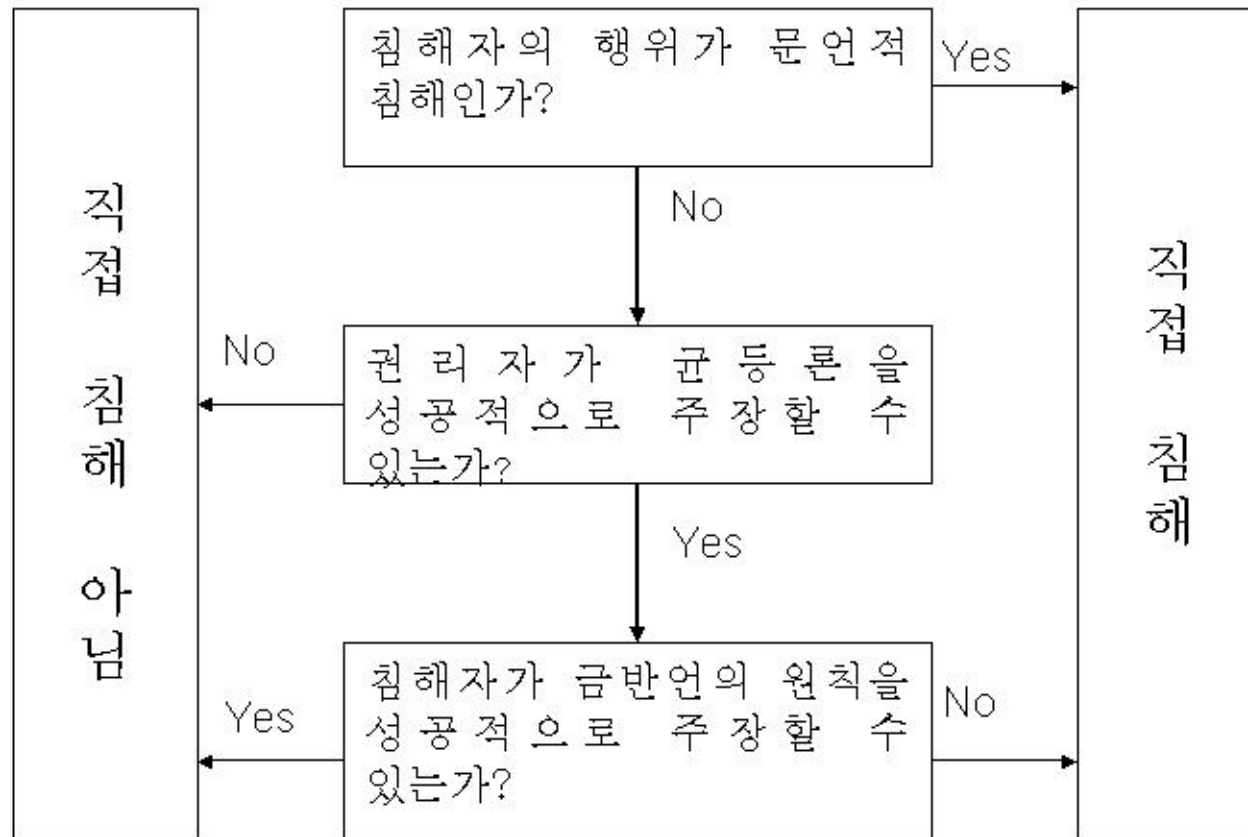 침해자의 행위가 문언적
침해인가?
Yes
No
권리자가 균등론을
성공적으로 주장할 수
있는가?
No
Yes
침해자가 금반언의 원칙을
성공적으로 주장할 수
있는가?
Yes
No
직
접
침
해
아
님
직
접
침
해